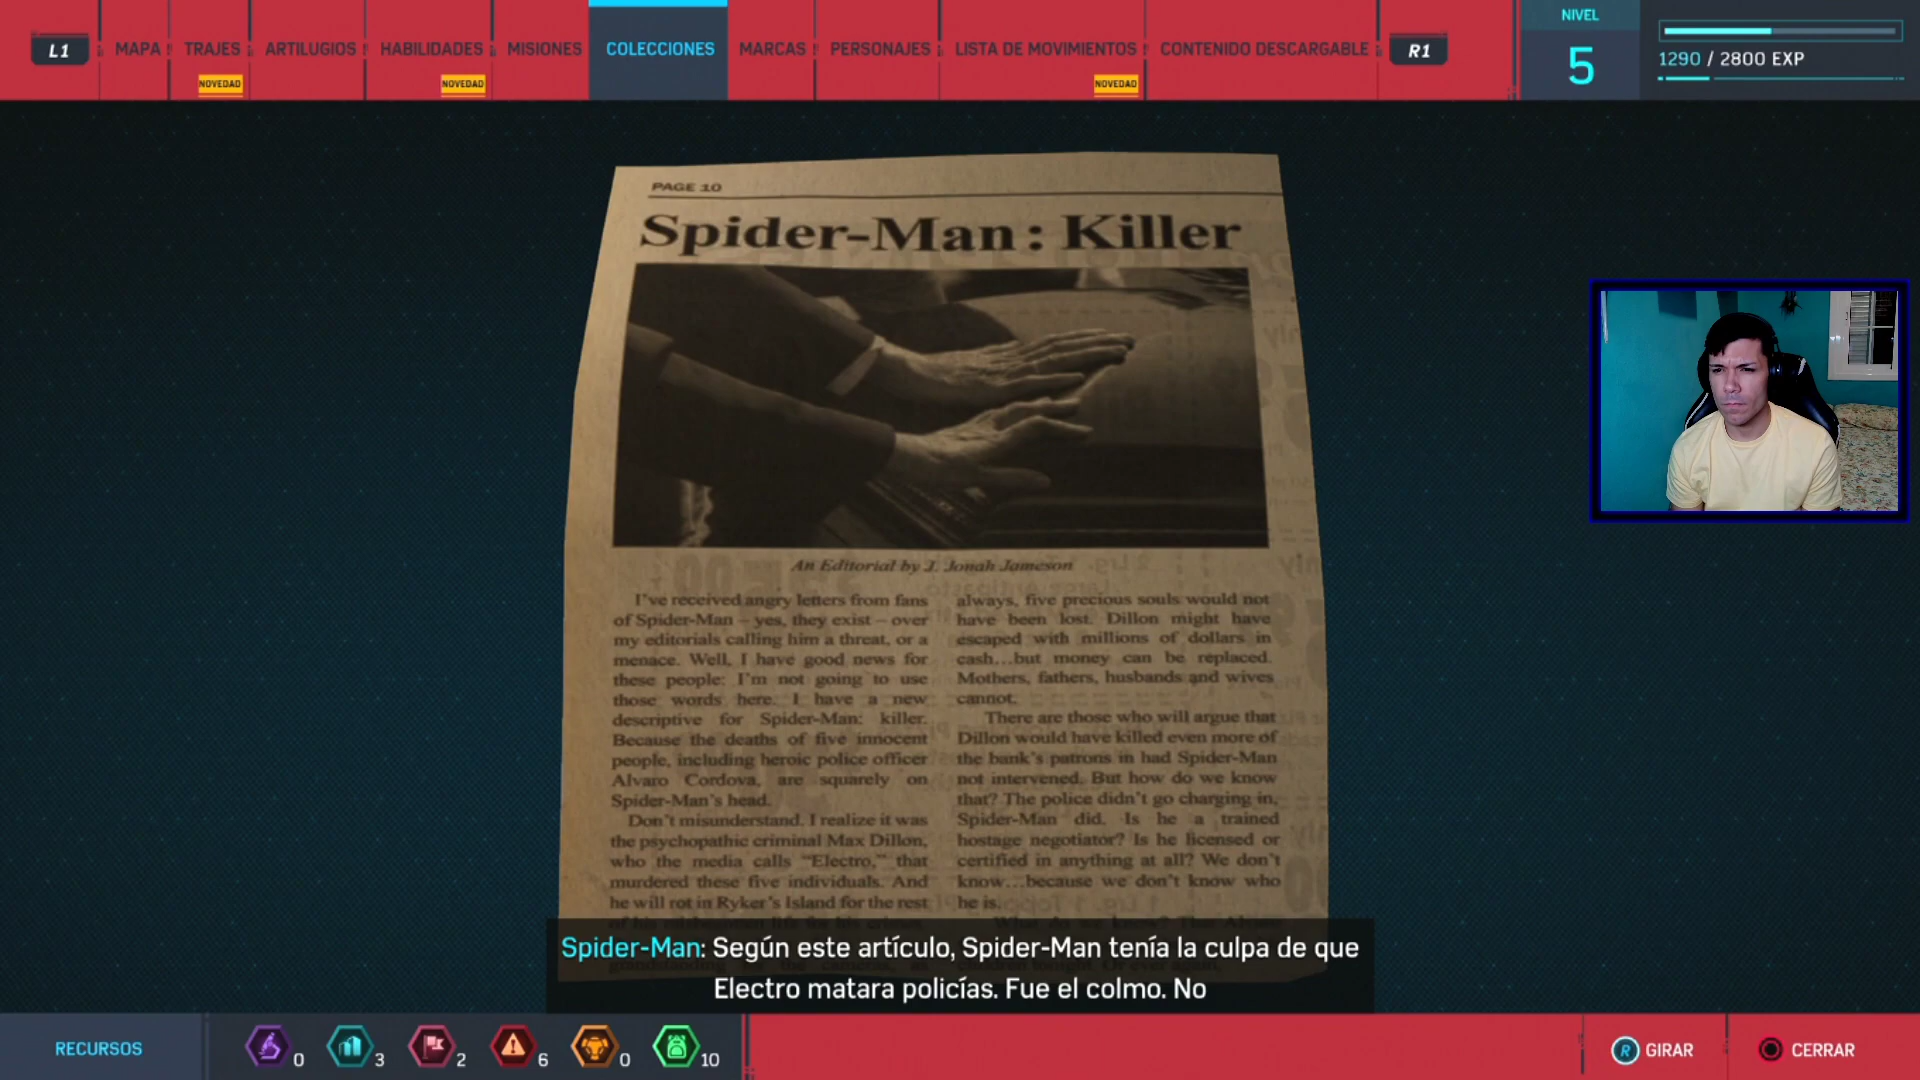 L1
MAPA
TRAJES
ARTILUGIOS
HABILIDADES
MISIONES
COLECCIONES
MARCAS
PERSONAJES
LISTA DE MOVIMIENTOS
CONTENIDO DESCARGABLE
R1
NOVEDAD
NOVEDAD
NOVEDAD
NIVEL
5
1290 / 2800 EXP
PAGE 10
Spider-Man: Killer
An Editorial by J. Jonah Jameson
I've received angry letters from fans
of Spider-Man – yes, they exist – over
my editorials calling him a threat, or a
menace. Well, I have good news for
these people: I'm not going to use
those words here. I have a new
descriptive for Spider-Man: killer.
Because the deaths of five innocent
people, including heroic police officer
Alvaro Cordova, are squarely on
Spider-Man's head.
Don't misunderstand. I realize it was
the psychopathic criminal Max Dillon,
who the media calls "Electro," that
murdered these five individuals. And
he will rot in Ryker's Island for the rest
always, five precious souls would not
have been lost. Dillon might have
escaped with millions of dollars in
cash...but money can be replaced.
Mothers, fathers, husbands and wives
cannot.
There are those who will argue that
Dillon would have killed even more of
the bank's patrons in had Spider-Man
not intervened. But how do we know
that? The police didn't go charging in,
Spider-Man did. Is he a trained
hostage negotiator? Is he licensed or
certified in anything at all? We don't
know...because we don't know who
he is.
Spider-Man: Según este artículo, Spider-Man tenía la culpa de que
Electro matara policías. Fue el colmo. No
RECURSOS
0
3
2
6
0
10
R GIRAR
CERRAR